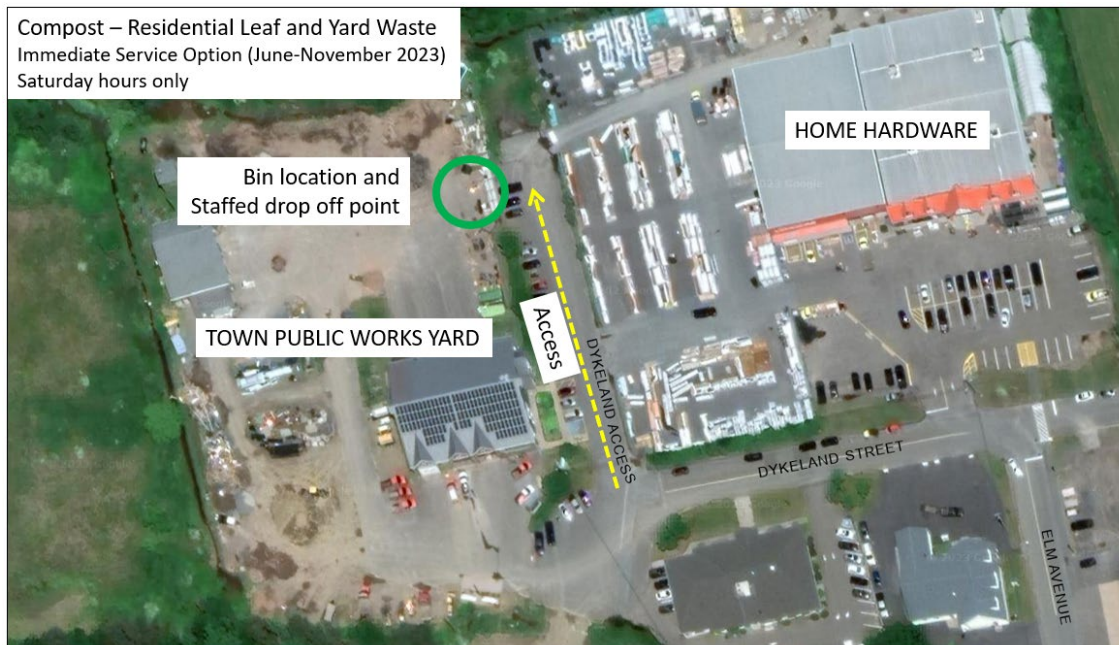 Compost – Residential Leaf and Yard Waste
Immediate Service Option (June-November 2023)
Saturday hours only
HOME HARDWARE
Bin location and
Staffed drop off point
TOWN PUBLIC WORKS YARD
Access
DYKELAND ACCESS
DYKELAND STREET
ELM AVENUE